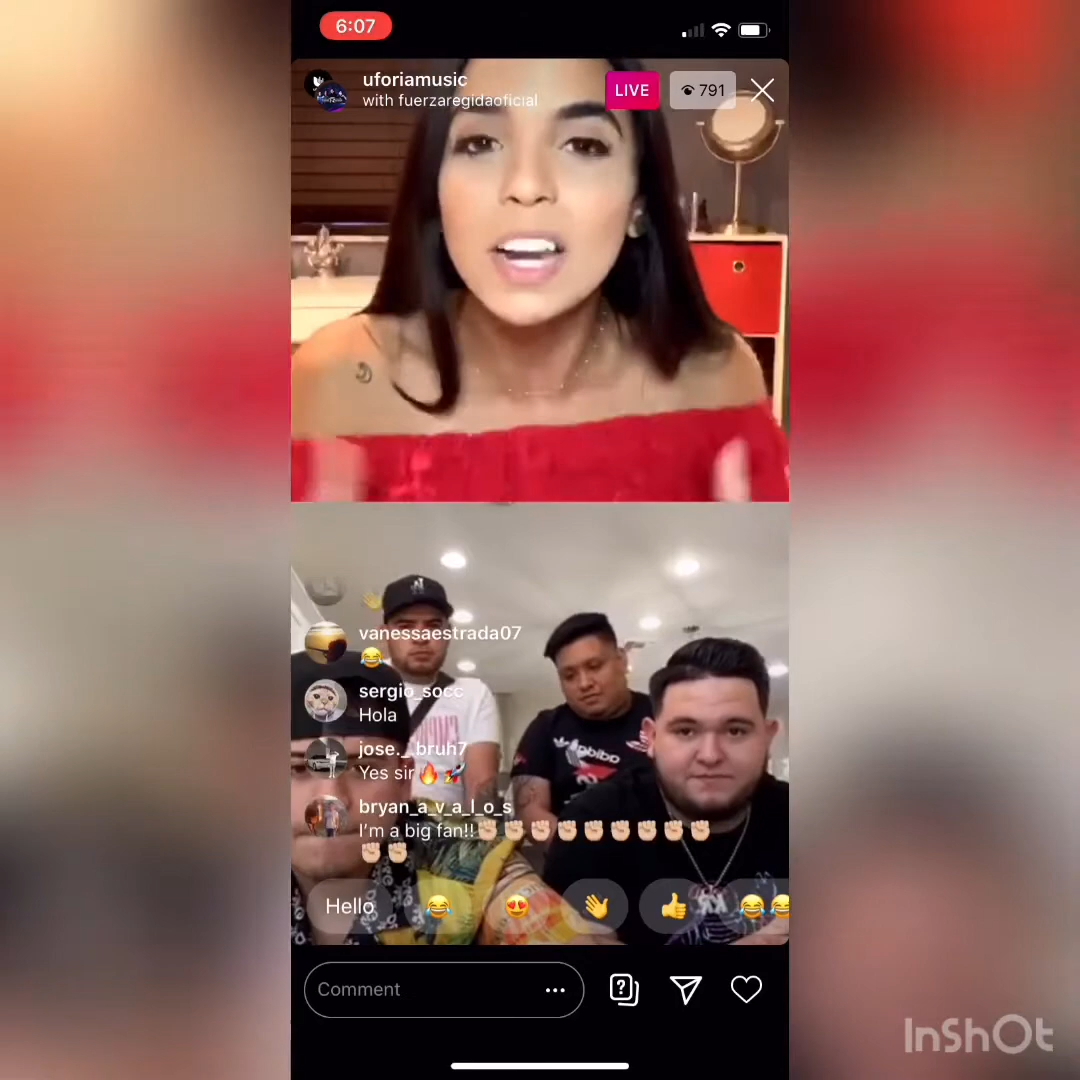 6:07
uforiamusic
with fuerzaregidaoficial
LIVE
791
vanessaestrada07
😂
sergio_socc
Hola
jose._.bruh7
Yes sir🔥🚀
bryan_a_v_a_l_o_s
I'm a big fan!!✊🏼✊🏼✊🏼✊🏼✊🏼✊🏼✊🏼✊🏼✊🏼
✊🏼✊🏼
adidas
Hello 😂 😍 👋 👍 😂😂
Comment
InShOt